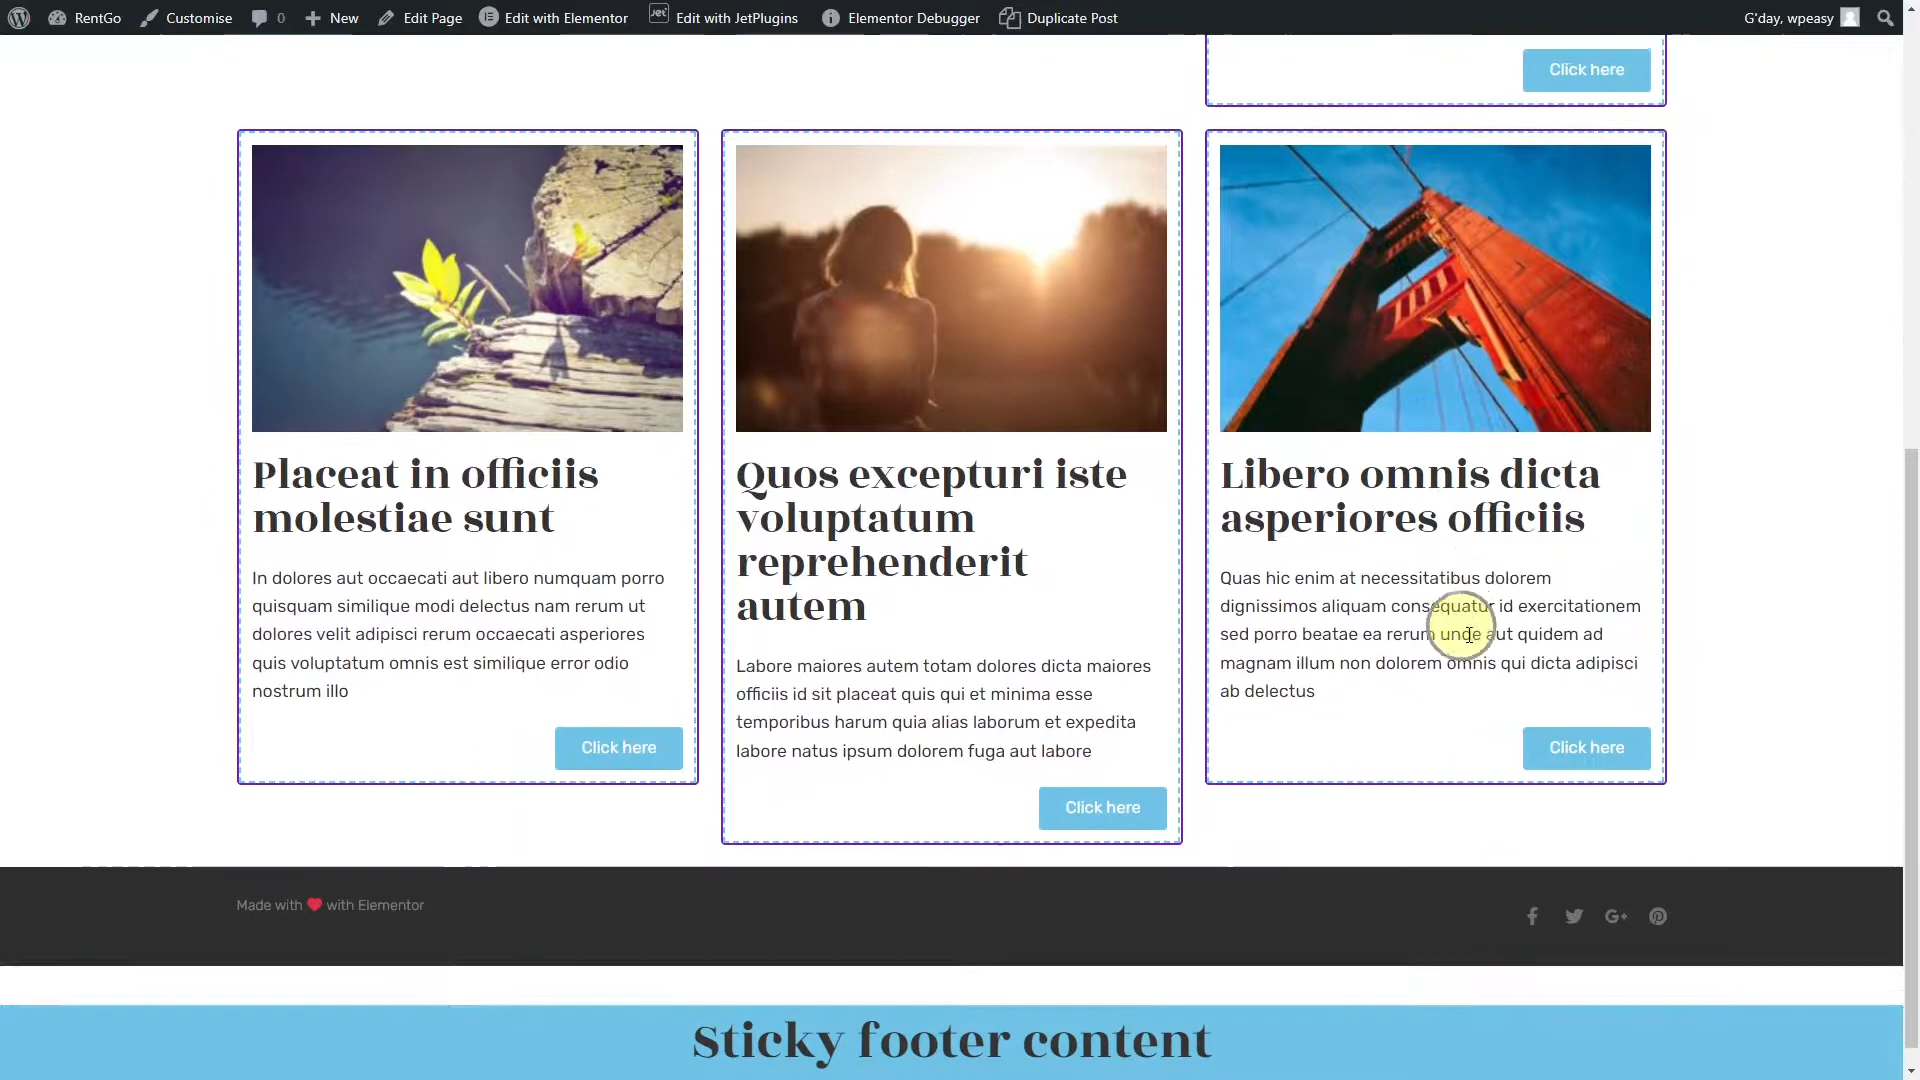 RentGo Customise 0 New Edit Page Edit with Elementor Jet Edit with JetPlugins Elementor Debugger Duplicate Post G'day, wpeasy
Click here
Placeat in officiis
molestiae sunt
In dolores aut occaecati aut libero numquam porro
quisquam similique modi delectus nam rerum ut
dolores velit adipisci rerum occaecati asperiores
quis voluptatum omnis est similique error odio
nostrum illo
Click here
Quos excepturi iste
voluptatum
reprehenderit
autem
Labore maiores autem totam dolores dicta maiores
officiis id sit placeat quis qui et minima esse
temporibus harum quia alias laborum et expedita
labore natus ipsum dolorem fuga aut labore
Click here
Libero omnis dicta
asperiores officiis
Quas hic enim at necessitatibus dolorem
dignissimos aliquam consequatur id exercitationem
sed porro beatae ea rerum unde aut quidem ad
magnam illum non dolorem omnis qui dicta adipisci
ab delectus
Click here
Made with ❤ with Elementor
Sticky footer content